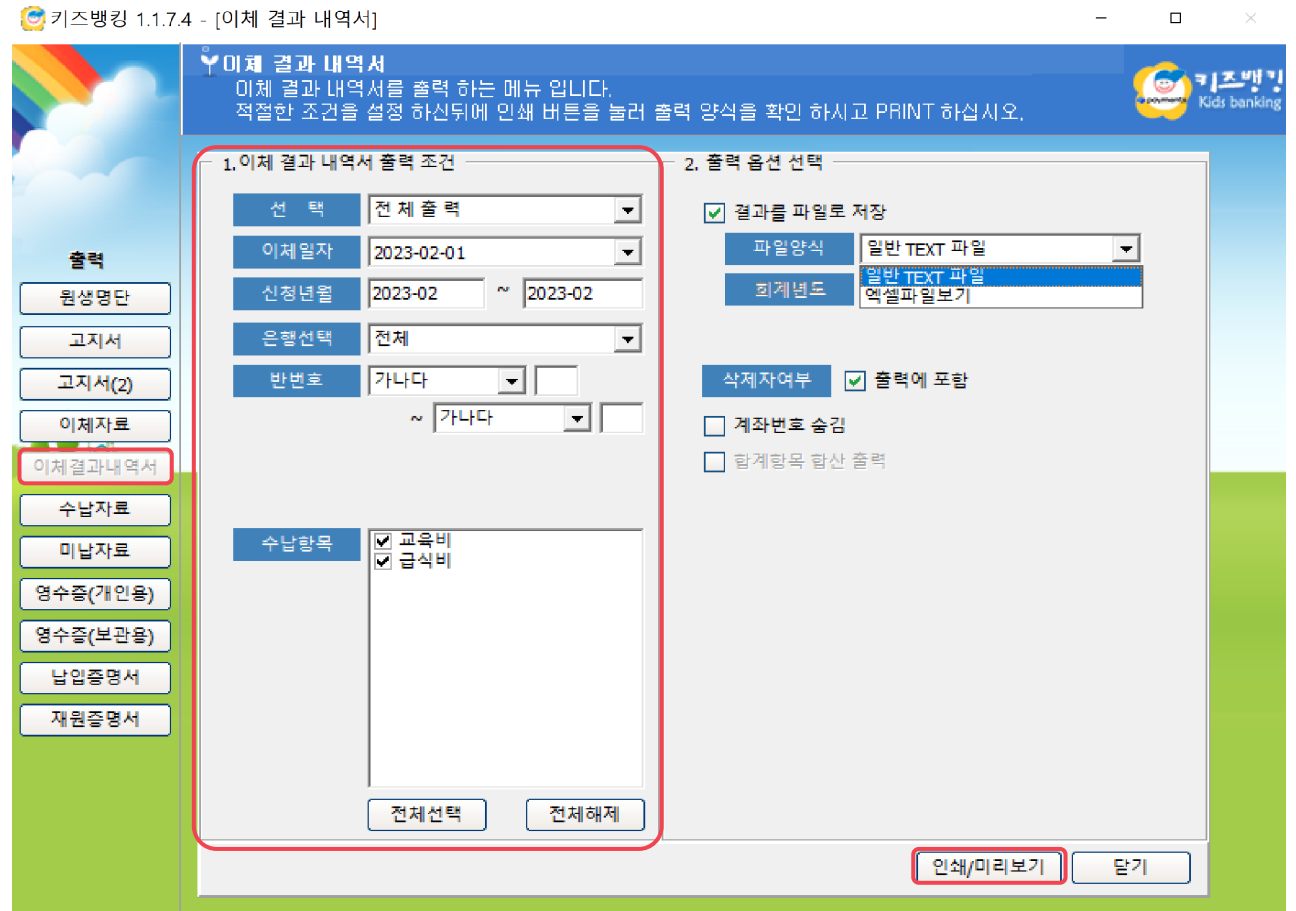 키즈뱅킹 1.1.7.4 - [이체 결과 내역서]
이체 결과 내역서
이체 결과 내역서를 출력 하는 메뉴 입니다.
적절한 조건을 설정 하신뒤에 인쇄 버튼을 눌러 출력 양식을 확인 하시고 PRINT 하십시오.
payments
키즈뱅킹
Kids banking
출력
원생명단
고지서
고지서(2)
이체자료
이체결과내역서
수납자료
미납자료
영수증(개인용)
영수증(보관용)
납입증명서
재원증명서
1.이체 결과 내역서 출력 조건
선 택 전 체 출 력
이체일자 2023-02-01
신청년월 2023-02 ~ 2023-02
은행선택 전체
반번호 가나다
~ 가나다
수납항목 교육비
급식비
전체선택 전체해제
2. 출력 옵션 선택
결과를 파일로 저장
파일양식 일반 TEXT 파일
일반 TEXT 파일
회계년도 엑셀파일보기
삭제자여부 출력에 포함
계좌번호 숨김
합계항목 합산 출력
인쇄/미리보기 닫기